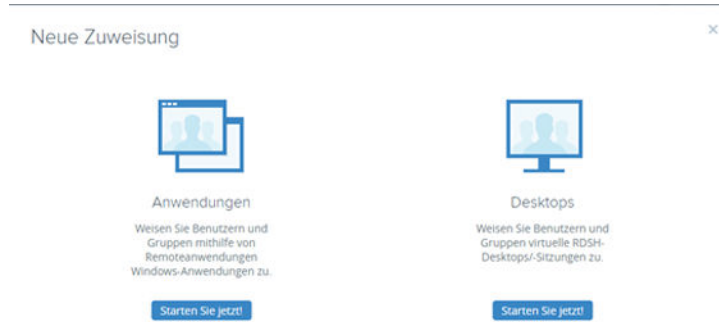 Neue Zuweisung
Anwendungen
Weisen Sie Benutzern und
Gruppen mithilfe von
Remoteanwendungen
Windows-Anwendungen zu.
Starten Sie jetzt!
Desktops
Weisen Sie Benutzern und
Gruppen virtuelle RDSH-
Desktops/-Sitzungen zu.
Starten Sie jetzt!